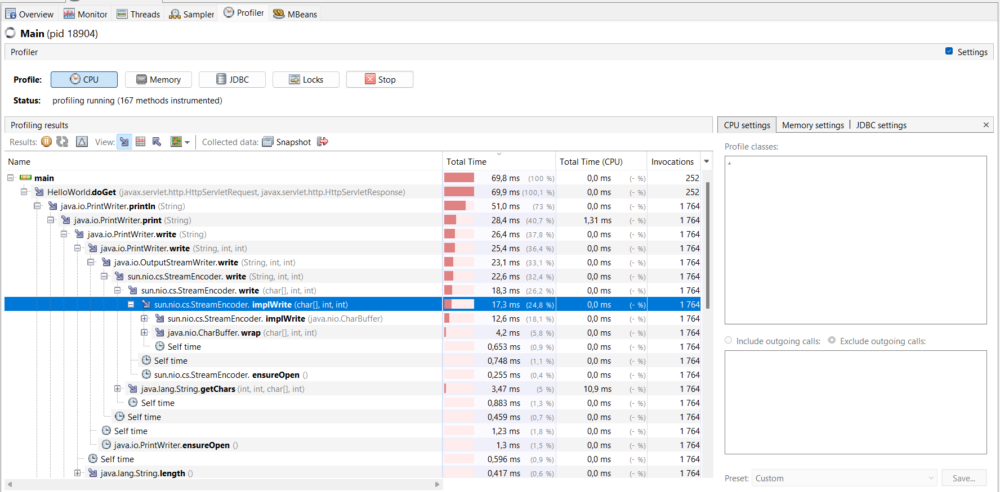 Overview Monitor Threads Sampler Profiler MBeans
Main (pid 18904)
Profiler Settings
Profile: CPU Memory JDBC Locks Stop
Status: profiling running (167 methods instrumented)
Profiling results
Results: View: Collected data: Snapshot
Name Total Time Total Time (CPU) Invocations
main 69,8 ms (100 %) 0,0 ms (- %) 252
HelloWorld.doGet (javax.servlet.http.HttpServletRequest, javax.servlet.http.HttpServletResponse) 69,9 ms (100,1 %) 0,0 ms (- %) 252
java.io.PrintWriter.println (String) 51,0 ms (73 %) 0,0 ms (- %) 1 764
java.io.PrintWriter.print (String) 28,4 ms (40,7 %) 1,31 ms (- %) 1 764
java.io.PrintWriter.write (String) 26,4 ms (37,8 %) 0,0 ms (- %) 1 764
java.io.PrintWriter.write (String, int, int) 25,4 ms (36,4 %) 0,0 ms (- %) 1 764
java.io.OutputStreamWriter.write (String, int, int) 23,1 ms (33,1 %) 0,0 ms (- %) 1 764
sun.nio.cs.StreamEncoder. write (String, int, int) 22,6 ms (32,4 %) 0,0 ms (- %) 1 764
sun.nio.cs.StreamEncoder. write (char[], int, int) 18,3 ms (26,2 %) 0,0 ms (- %) 1 764
sun.nio.cs.StreamEncoder. implWrite (char[], int, int) 17,3 ms (24,8 %) 0,0 ms (- %) 1 764
sun.nio.cs.StreamEncoder. implWrite (java.nio.CharBuffer) 12,6 ms (18,1 %) 0,0 ms (- %) 1 764
java.nio.CharBuffer. wrap (char[], int, int) 4,2 ms (5,8 %) 0,0 ms (- %) 1 764
Self time 0,653 ms (0,9 %) 0,0 ms (- %) 1 764
Self time 0,748 ms (1,1 %) 0,0 ms (- %) 1 764
sun.nio.cs.StreamEncoder. ensureOpen () 0,255 ms (0,4 %) 0,0 ms (- %) 1 764
java.lang.String.getChars (int, int, char[], int) 3,47 ms (5 %) 10,9 ms (- %) 1 764
Self time 0,883 ms (1,3 %) 0,0 ms (- %) 1 764
Self time 0,459 ms (0,7 %) 0,0 ms (- %) 1 764
Self time 1,23 ms (1,8 %) 0,0 ms (- %) 1 764
java.io.PrintWriter.ensureOpen () 1,3 ms (1,5 %) 0,0 ms (- %) 1 764
Self time 0,596 ms (0,9 %) 0,0 ms (- %) 1 764
java.lang.String.length () 0,417 ms (0,6 %) 0,0 ms (- %) 1 764
CPU settings Memory settings JDBC settings
Profile classes:
*
Include outgoing calls: Exclude outgoing calls:
Preset: Custom Save...